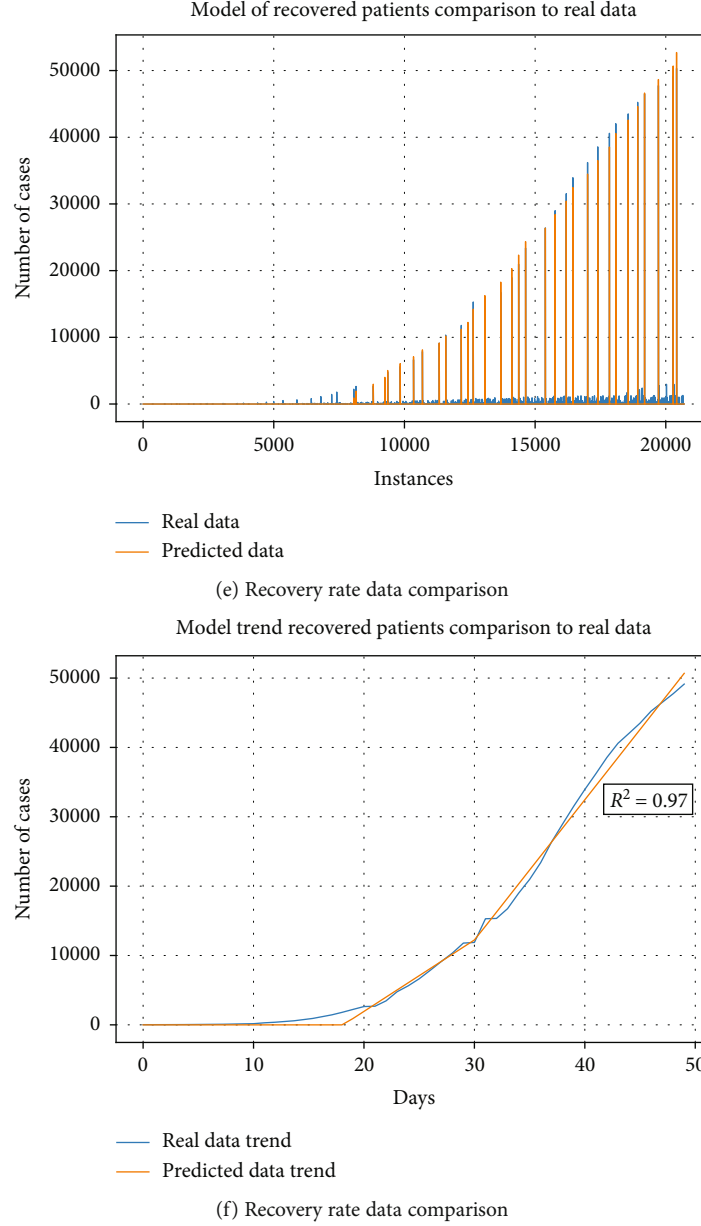 Model of recovered patients comparison to real data
50000
40000
30000
20000
10000
0
Number of cases
0 5000 10000 15000 20000
Instances
Real data
Predicted data
(e) Recovery rate data comparison
Model trend recovered patients comparison to real data
50000
40000
30000
20000
10000
0
Number of cases
R² = 0.97
0 10 20 30 40 50
Days
Real data trend
Predicted data trend
(f) Recovery rate data comparison